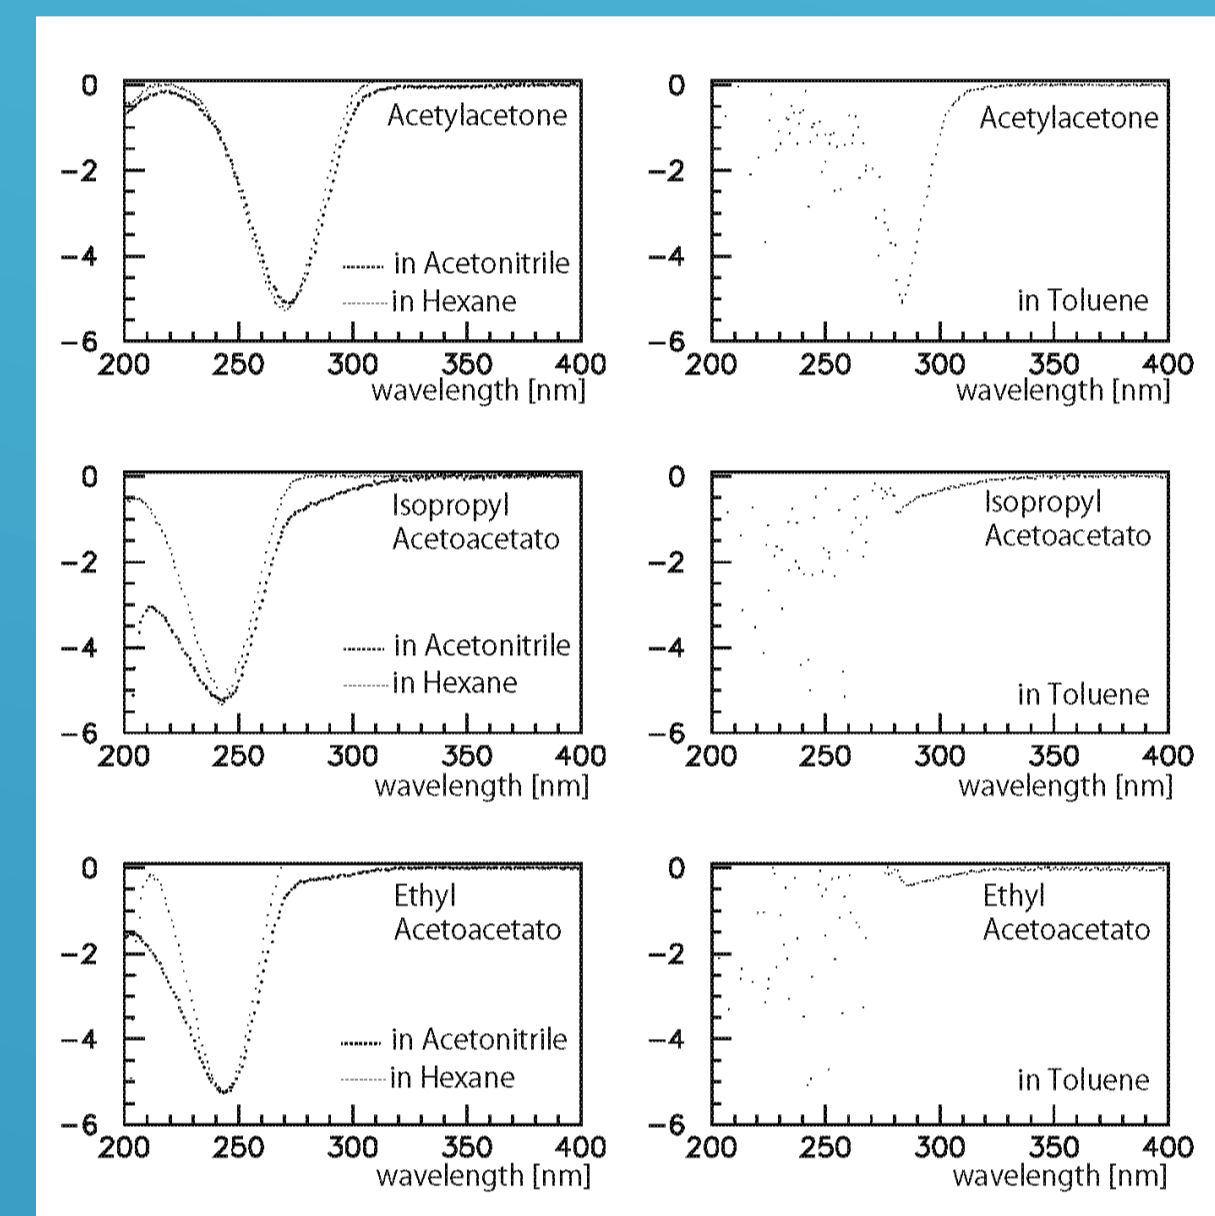 0
−2
−4
−6
200 250 300 350 400
wavelength [nm]
Acetylacetone
in Acetonitrile
in Hexane
0
−2
−4
−6
200 250 300 350 400
wavelength [nm]
Acetylacetone
in Toluene
0
−2
−4
−6
200 250 300 350 400
wavelength [nm]
Isopropyl
Acetoacetato
in Acetonitrile
in Hexane
0
−2
−4
−6
200 250 300 350 400
wavelength [nm]
Isopropyl
Acetoacetato
in Toluene
0
−2
−4
−6
200 250 300 350 400
wavelength [nm]
Ethyl
Acetoacetato
in Acetonitrile
in Hexane
0
−2
−4
−6
200 250 300 350 400
wavelength [nm]
Ethyl
Acetoacetato
in Toluene